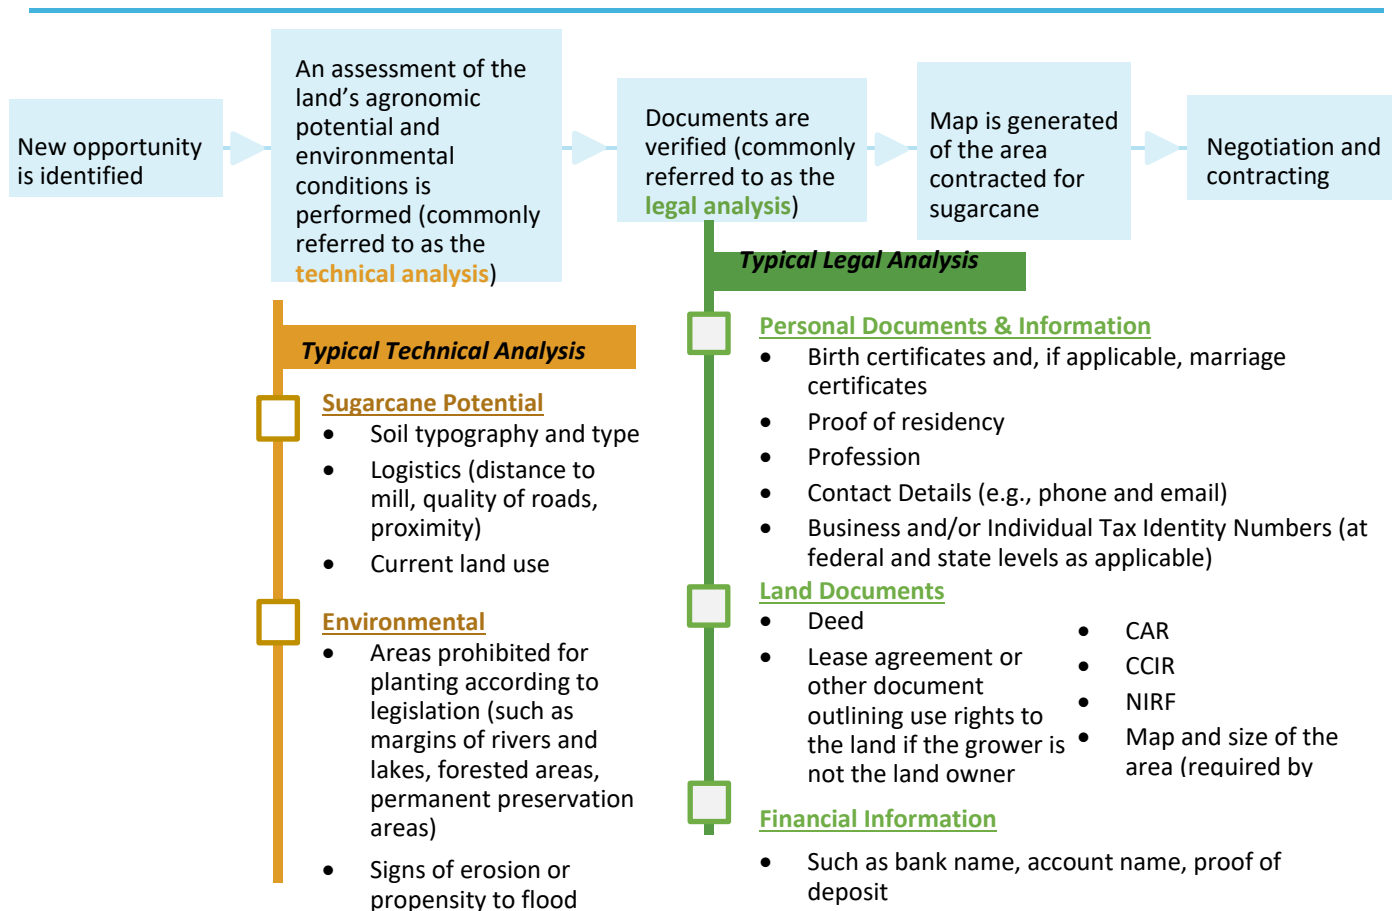 New opportunity
is identified
An assessment of the
land’s agronomic
potential and
environmental
conditions is
performed (commonly
referred to as the
technical analysis)
Documents are
verified (commonly
referred to as the
legal analysis)
Map is generated
of the area
contracted for
sugarcane
Negotiation and
contracting
Typical Technical Analysis
Sugarcane Potential
• Soil typography and type
• Logistics (distance to
mill, quality of roads,
proximity)
• Current land use
Environmental
• Areas prohibited for
planting according to
legislation (such as
margins of rivers and
lakes, forested areas,
permanent preservation
areas)
• Signs of erosion or
propensity to flood
Typical Legal Analysis
Personal Documents & Information
• Birth certificates and, if applicable, marriage
certificates
• Proof of residency
• Profession
• Contact Details (e.g., phone and email)
• Business and/or Individual Tax Identity Numbers (at
federal and state levels as applicable)
Land Documents
• Deed
• Lease agreement or
other document
outlining use rights to
the land if the grower is
not the land owner
• CAR
• CCIR
• NIRF
• Map and size of the
area (required by
Financial Information
• Such as bank name, account name, proof of
deposit